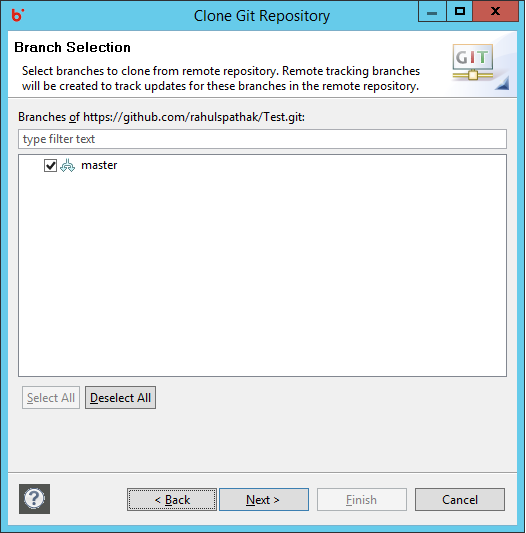 Clone Git Repository
Branch Selection
Select branches to clone from remote repository. Remote tracking branches
will be created to track updates for these branches in the remote repository.
GIT
Branches of https://github.com/rahulspathak/Test.git:
type filter text
master
Select All
Deselect All
< Back
Next >
Finish
Cancel